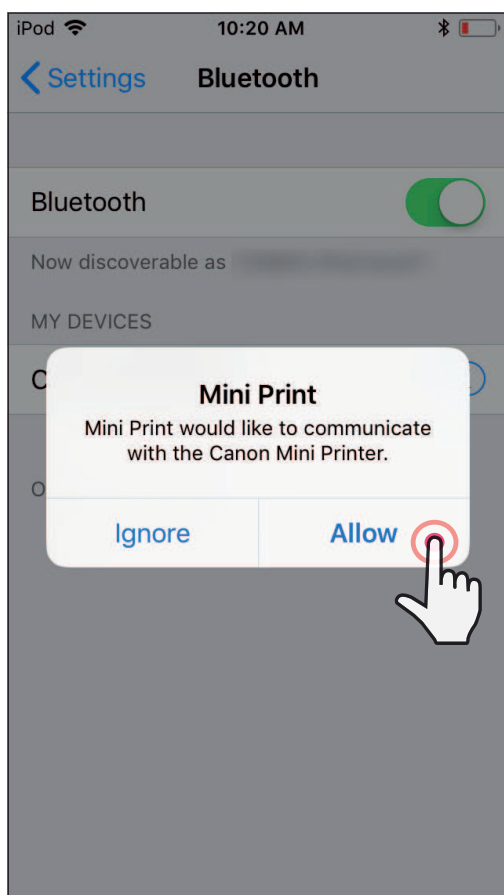 iPod 10:20 AM
Settings Bluetooth
Bluetooth
Now discoverable as
MY DEVICES
C
Mini Print
Mini Print would like to communicate
with the Canon Mini Printer.
O
Ignore Allow